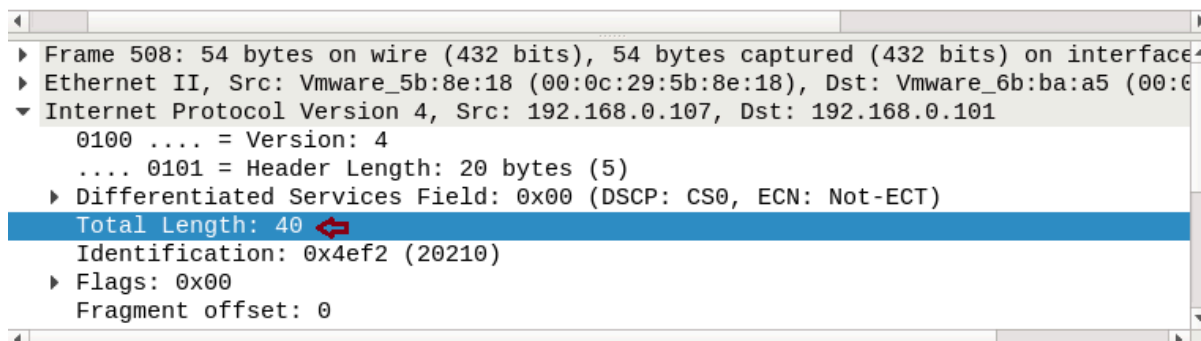 Frame 508: 54 bytes on wire (432 bits), 54 bytes captured (432 bits) on interface
Ethernet II, Src: Vmware_5b:8e:18 (00:0c:29:5b:8e:18), Dst: Vmware_6b:ba:a5 (00:0
Internet Protocol Version 4, Src: 192.168.0.107, Dst: 192.168.0.101
0100 .... = Version: 4
.... 0101 = Header Length: 20 bytes (5)
Differentiated Services Field: 0x00 (DSCP: CS0, ECN: Not-ECT)
Total Length: 40
Identification: 0x4ef2 (20210)
Flags: 0x00
Fragment offset: 0